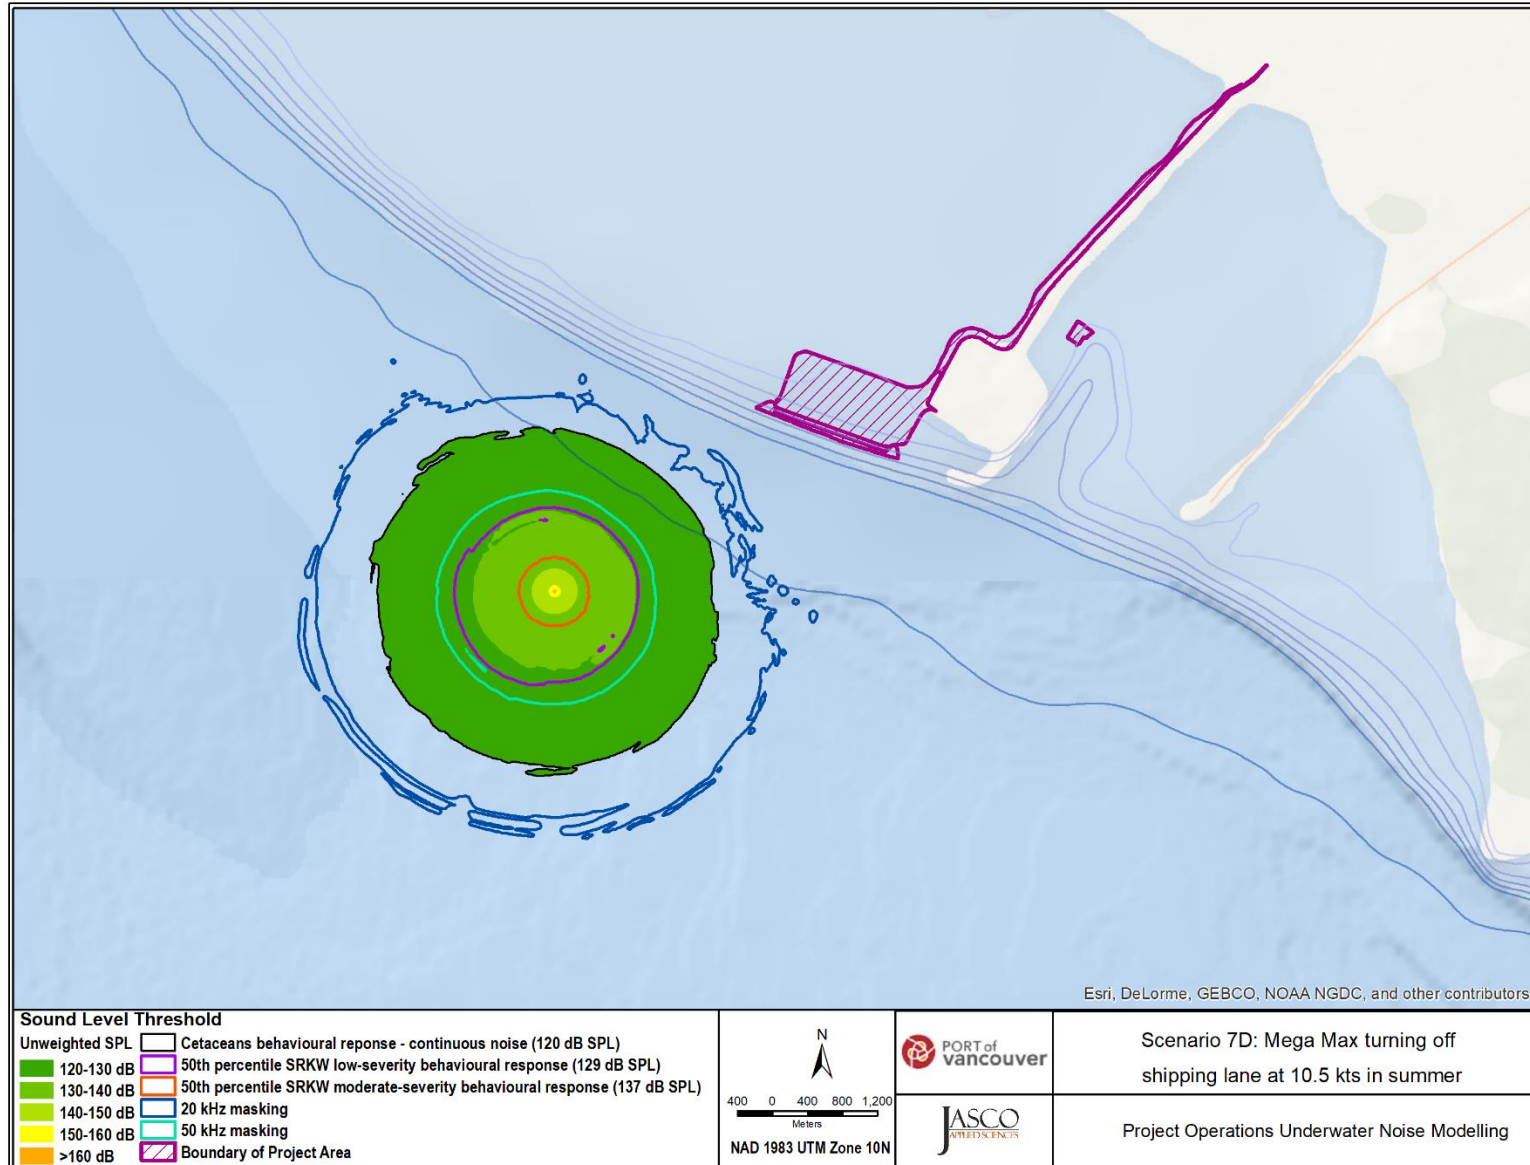 Esri, DeLorme, GEBCO, NOAA NGDC, and other contributors
Sound Level Threshold
Unweighted SPL
120-130 dB
130-140 dB
140-150 dB
150-160 dB
>160 dB
Cetaceans behavioural reponse - continuous noise (120 dB SPL)
50th percentile SRKW low-severity behavioural response (129 dB SPL)
50th percentile SRKW moderate-severity behavioural response (137 dB SPL)
20 kHz masking
50 kHz masking
Boundary of Project Area
N
400 0 400 800 1,200
Meters
NAD 1983 UTM Zone 10N
PORT of
vancouver
JASCO
APPLIED SCIENCES
Scenario 7D: Mega Max turning off
shipping lane at 10.5 kts in summer
Project Operations Underwater Noise Modelling